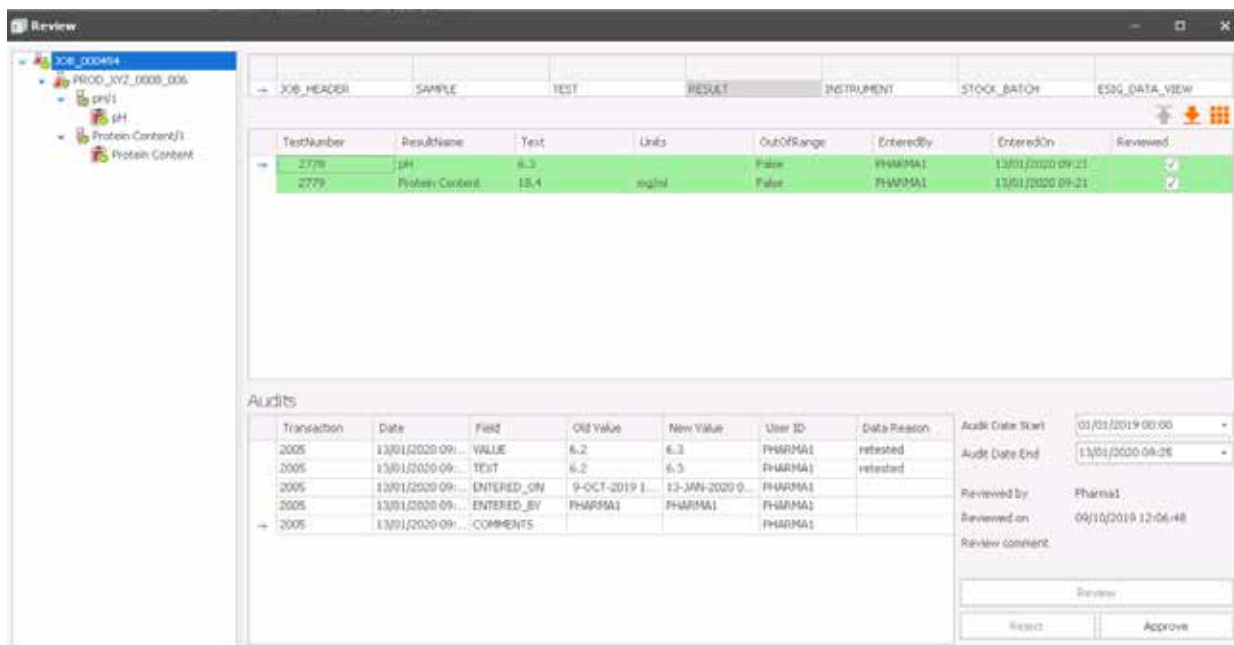 Review
JOB_000454
PROD_XYZ_0008_006
pH/1
pH
Protein Content/1
Protein Content
JOB_HEADER SAMPLE TEST RESULT INSTRUMENT STOCK_BATCH ESIG_DATA_VIEW
TestNumber ResultName Text Units OutOfRange EnteredBy EnteredOn Reviewed
2778 pH 6.3 False PHARMA1 13/01/2020 09:21
2779 Protein Content 18.4 mg/ml False PHARMA1 13/01/2020 09:21
Audits
Transaction Date Field Old Value New Value User ID Data Reason
2005 13/01/2020 09:... VALUE 6.2 6.3 PHARMA1 retested
2005 13/01/2020 09:... TEXT 6.2 6.3 PHARMA1 retested
2005 13/01/2020 09:... ENTERED_ON 9-OCT-2019 1... 13-JAN-2020 0... PHARMA1
2005 13/01/2020 09:... ENTERED_BY PHARMA1 PHARMA1 PHARMA1
2005 13/01/2020 09:... COMMENTS PHARMA1
Audit Date Start 01/01/2019 00:00
Audit Date End 13/01/2020 09:25
Reviewed by Pharma1
Reviewed on 09/10/2019 12:06:48
Review comment
Review
Reject Approve